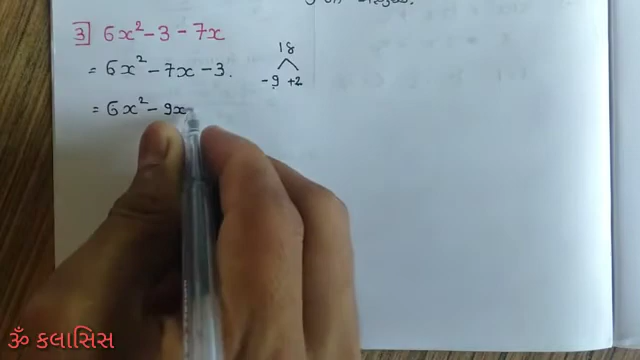 3 6x² - 3 - 7x
18
= 6x² - 7x - 3.
-9 +2
= 6x² - 9x
ૐ કલાસિસ